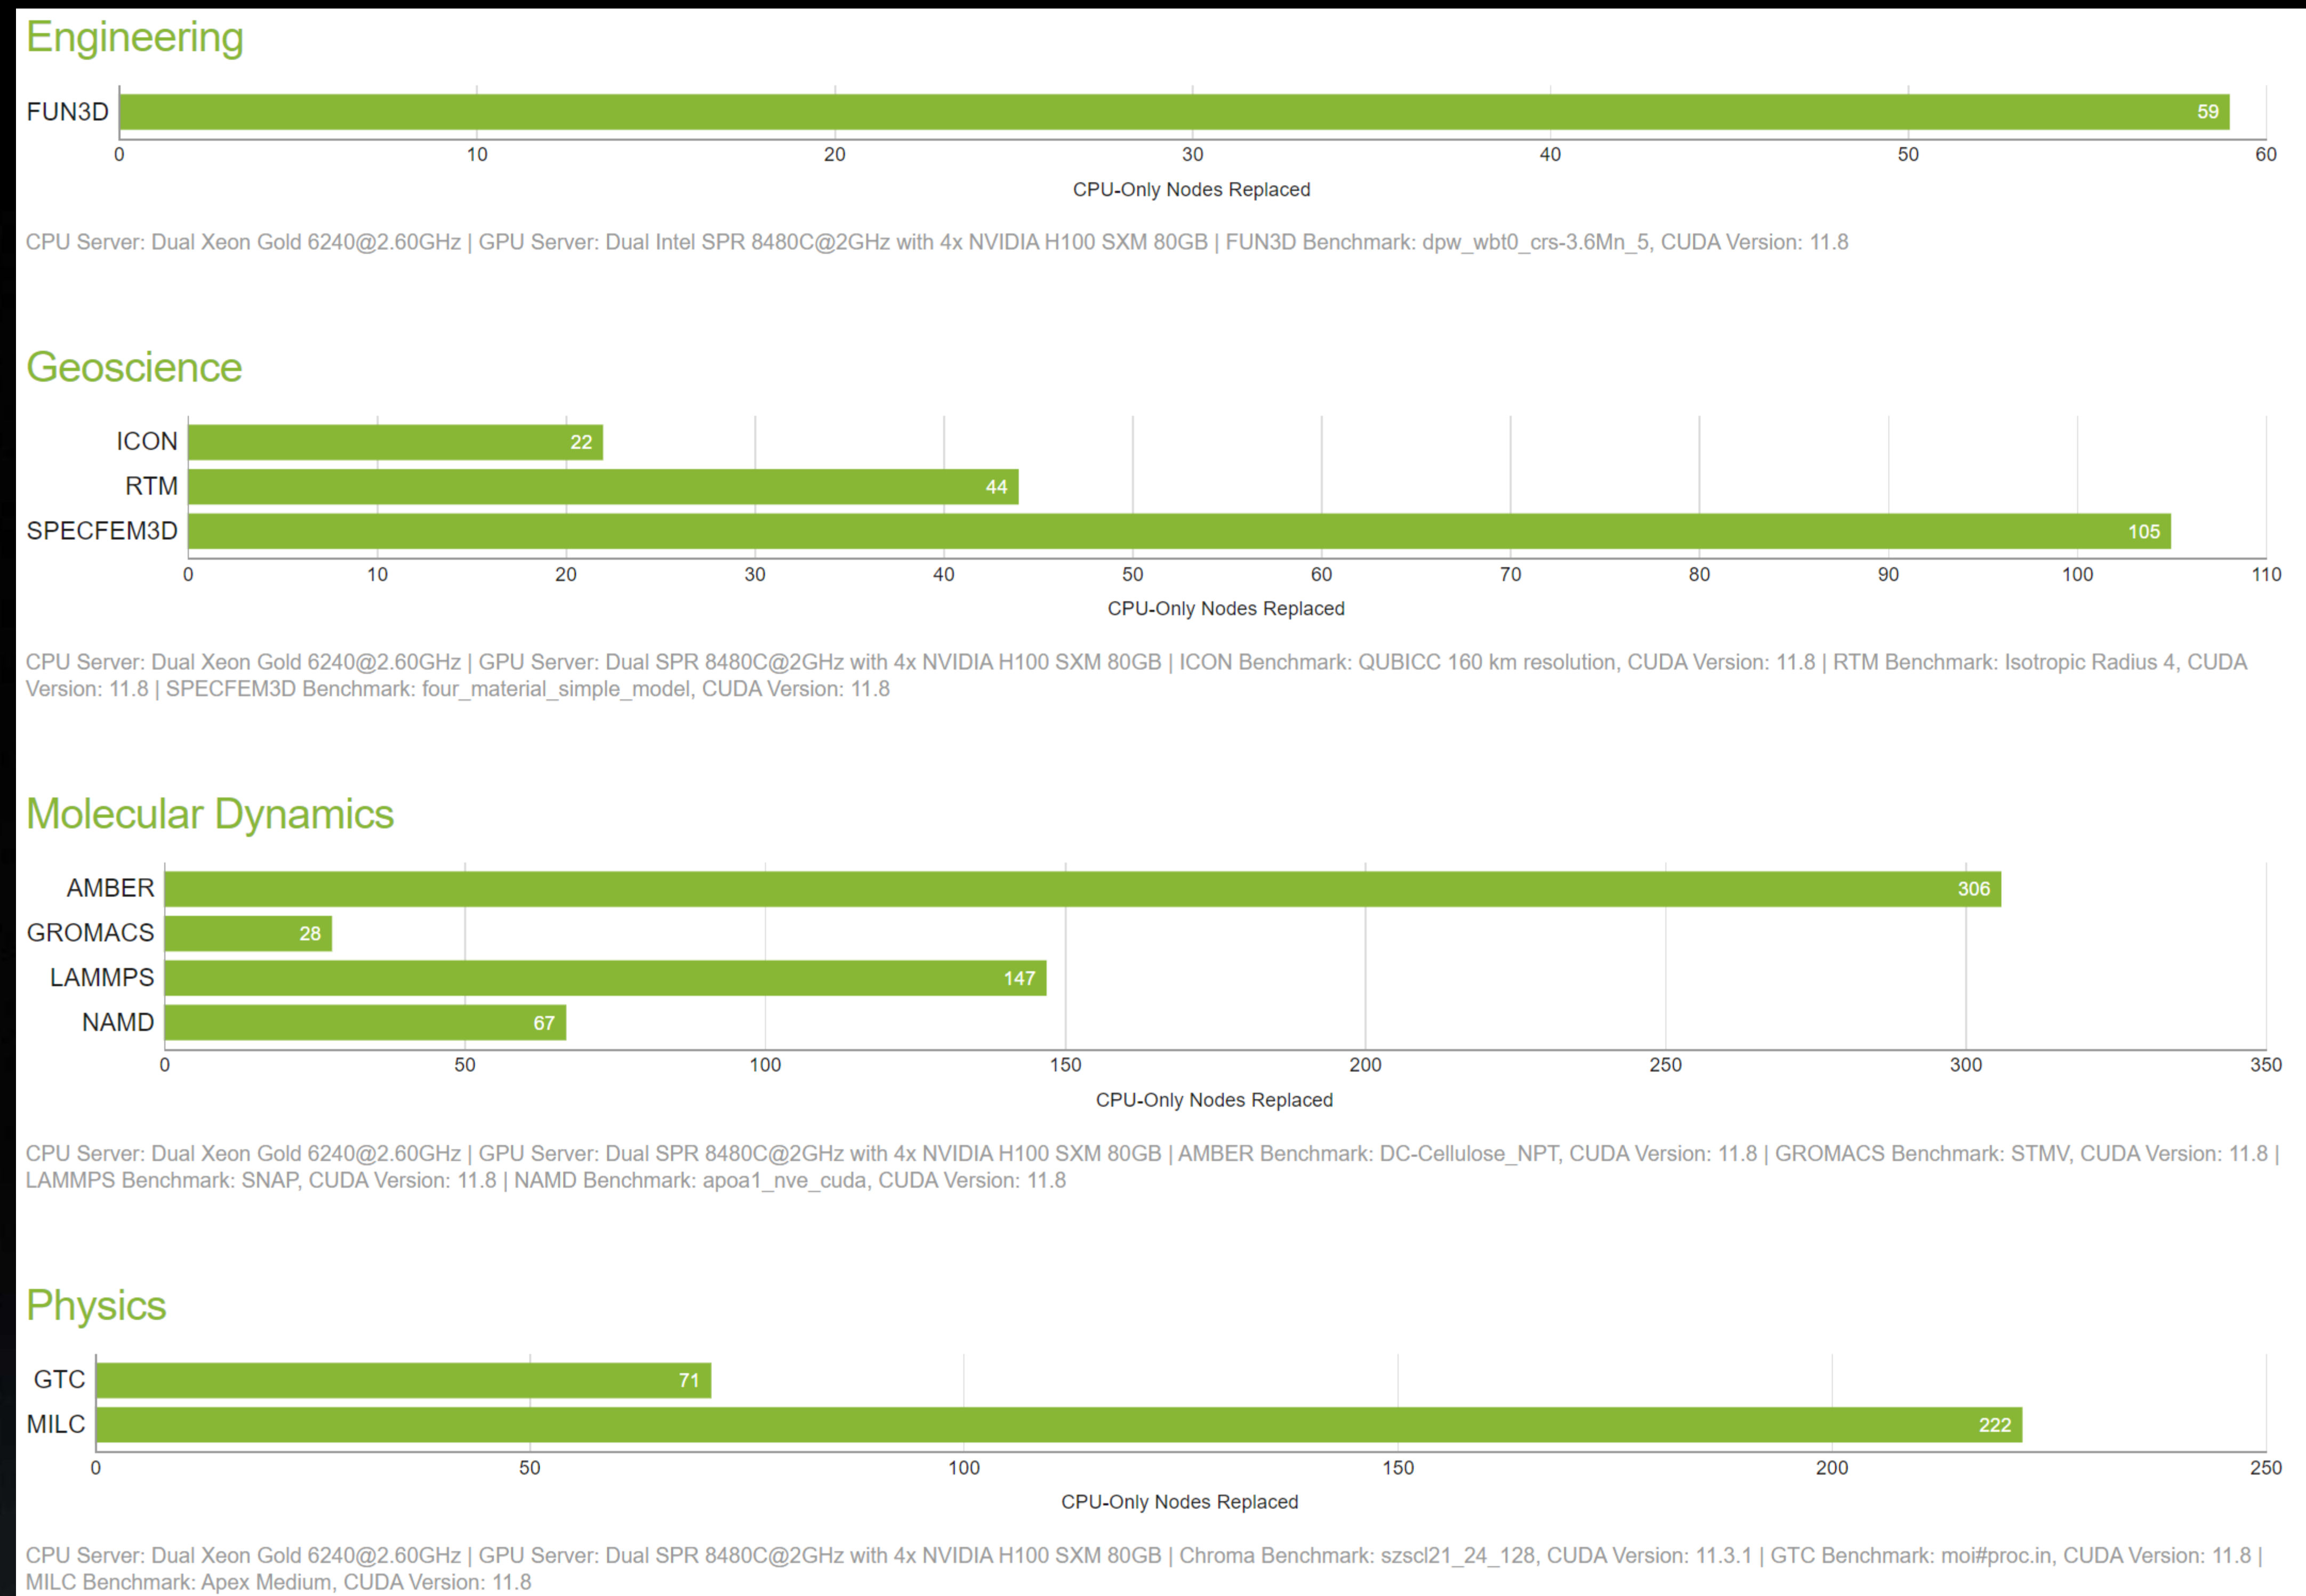 Engineering
FUN3D
59
0 10 20 30 40 50 60
CPU-Only Nodes Replaced
CPU Server: Dual Xeon Gold 6240@2.60GHz | GPU Server: Dual Intel SPR 8480C@2GHz with 4x NVIDIA H100 SXM 80GB | FUN3D Benchmark: dpw_wbt0_crs-3.6Mn_5, CUDA Version: 11.8
Geoscience
ICON 22
RTM 44
SPECFEM3D 105
0 10 20 30 40 50 60 70 80 90 100 110
CPU-Only Nodes Replaced
CPU Server: Dual Xeon Gold 6240@2.60GHz | GPU Server: Dual SPR 8480C@2GHz with 4x NVIDIA H100 SXM 80GB | ICON Benchmark: QUBICC 160 km resolution, CUDA Version: 11.8 | RTM Benchmark: Isotropic Radius 4, CUDA
Version: 11.8 | SPECFEM3D Benchmark: four_material_simple_model, CUDA Version: 11.8
Molecular Dynamics
AMBER 306
GROMACS 28
LAMMPS 147
NAMD 67
0 50 100 150 200 250 300 350
CPU-Only Nodes Replaced
CPU Server: Dual Xeon Gold 6240@2.60GHz | GPU Server: Dual SPR 8480C@2GHz with 4x NVIDIA H100 SXM 80GB | AMBER Benchmark: DC-Cellulose_NPT, CUDA Version: 11.8 | GROMACS Benchmark: STMV, CUDA Version: 11.8 |
LAMMPS Benchmark: SNAP, CUDA Version: 11.8 | NAMD Benchmark: apoa1_nve_cuda, CUDA Version: 11.8
Physics
GTC 71
MILC 222
0 50 100 150 200 250
CPU-Only Nodes Replaced
CPU Server: Dual Xeon Gold 6240@2.60GHz | GPU Server: Dual SPR 8480C@2GHz with 4x NVIDIA H100 SXM 80GB | Chroma Benchmark: szscl21_24_128, CUDA Version: 11.3.1 | GTC Benchmark: moi#proc.in, CUDA Version: 11.8 |
MILC Benchmark: Apex Medium, CUDA Version: 11.8